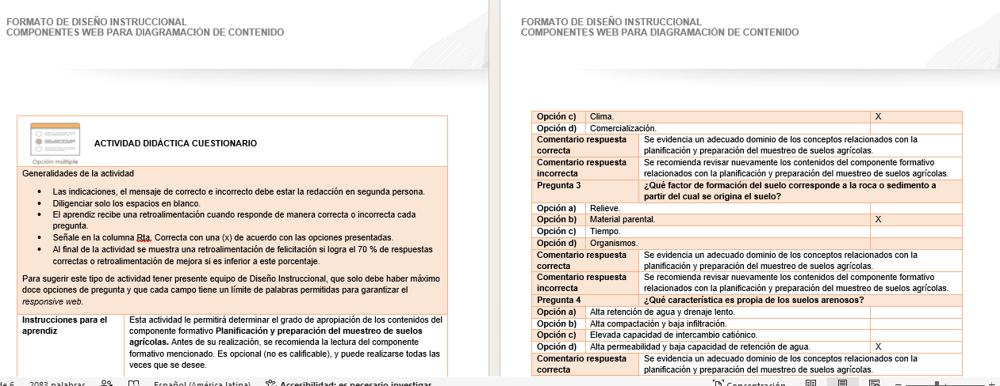 FORMATO DE DISEÑO INSTRUCCIONAL
COMPONENTES WEB PARA DIAGRAMACIÓN DE CONTENIDO
Opción múltiple
ACTIVIDAD DIDÁCTICA CUESTIONARIO
Generalidades de la actividad
• Las indicaciones, el mensaje de correcto e incorrecto debe estar la redacción en segunda persona.
• Diligenciar solo los espacios en blanco.
• El aprendiz recibe una retroalimentación cuando responde de manera correcta o incorrecta cada
pregunta.
• Señale en la columna Rta. Correcta con una (x) de acuerdo con las opciones presentadas.
• Al final de la actividad se muestra una retroalimentación de felicitación si logra el 70 % de respuestas
correctas o retroalimentación de mejora si es inferior a este porcentaje.
Para sugerir este tipo de actividad tener presente equipo de Diseño Instruccional, que solo debe haber máximo
doce opciones de pregunta y que cada campo tiene un límite de palabras permitidas para garantizar el
responsive web.
Instrucciones para el
aprendiz
Esta actividad le permitirá determinar el grado de apropiación de los contenidos del
componente formativo Planificación y preparación del muestreo de suelos
agrícolas. Antes de su realización, se recomienda la lectura del componente
formativo mencionado. Es opcional (no es calificable), y puede realizarse todas las
veces que se desee.
FORMATO DE DISEÑO INSTRUCCIONAL
COMPONENTES WEB PARA DIAGRAMACIÓN DE CONTENIDO
Opción c) Clima. X
Opción d) Comercialización.
Comentario respuesta
correcta
Se evidencia un adecuado dominio de los conceptos relacionados con la
planificación y preparación del muestreo de suelos agrícolas.
Comentario respuesta
incorrecta
Se recomienda revisar nuevamente los contenidos del componente formativo
relacionados con la planificación y preparación del muestreo de suelos agrícolas.
Pregunta 3
¿Qué factor de formación del suelo corresponde a la roca o sedimento a
partir del cual se origina el suelo?
Opción a) Relieve.
Opción b) Material parental. X
Opción c) Tiempo.
Opción d) Organismos.
Comentario respuesta
correcta
Se evidencia un adecuado dominio de los conceptos relacionados con la
planificación y preparación del muestreo de suelos agrícolas.
Comentario respuesta
incorrecta
Se recomienda revisar nuevamente los contenidos del componente formativo
relacionados con la planificación y preparación del muestreo de suelos agrícolas.
Pregunta 4 ¿Qué característica es propia de los suelos arenosos?
Opción a) Alta retención de agua y drenaje lento.
Opción b) Alta compactación y baja infiltración.
Opción c) Elevada capacidad de intercambio catiónico.
Opción d) Alta permeabilidad y baja capacidad de retención de agua. X
Comentario respuesta
correcta
Se evidencia un adecuado dominio de los conceptos relacionados con la
planificación y preparación del muestreo de suelos agrícolas.
de 6 2083 palabras Español (América latina) Accesibilidad: es necesario investigar Concentración